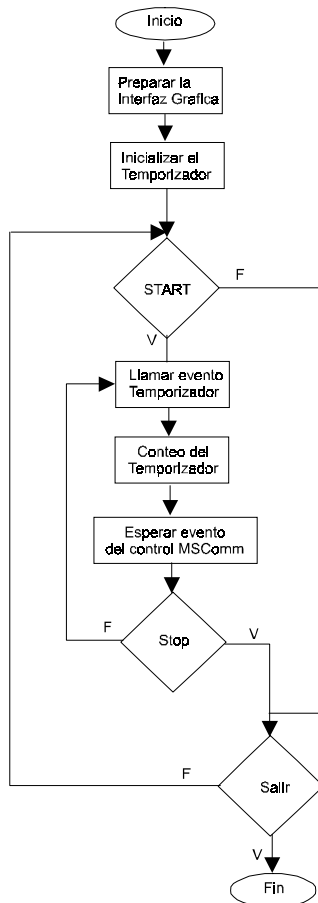 Inicio
Preparar la
Interfaz Grafica
Inicializar el
Temporizador
START
F
V
Llamar evento
Temporizador
Conteo del
Temporizador
Esperar evento
del control MSComm
F
Stop
V
F
Salir
V
Fin